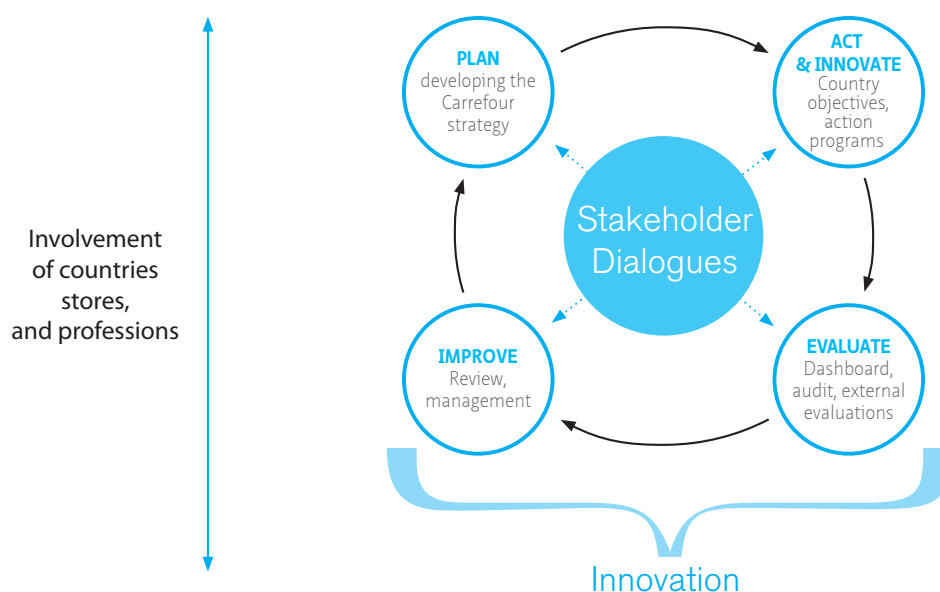 PLAN
developing the
Carrefour
strategy
ACT
& INNOVATE
Country
objectives,
action
programs
Stakeholder
Dialogues
Involvement
of countries
stores,
and professions
IMPROVE
Review,
management
EVALUATE
Dashboard,
audit, external
evaluations
Innovation